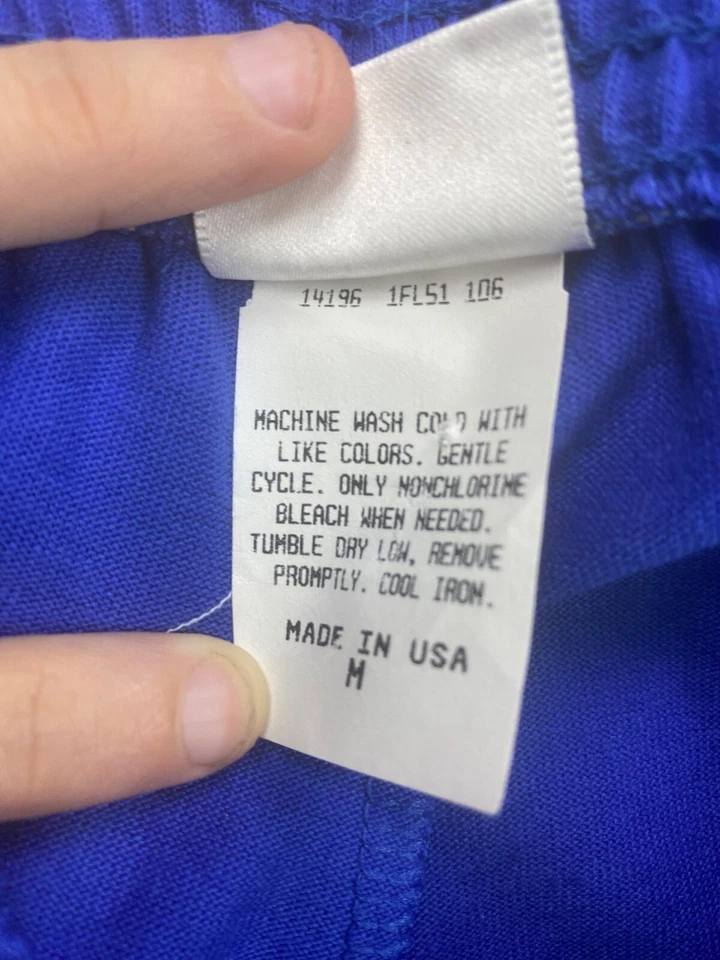 14196 1FL51 106
MACHINE WASH COLD WITH
LIKE COLORS. GENTLE
CYCLE. ONLY NONCHLORINE
BLEACH WHEN NEEDED.
TUMBLE DRY LOW, REMOVE
PROMPTLY. COOL IRON.
MADE IN USA
M